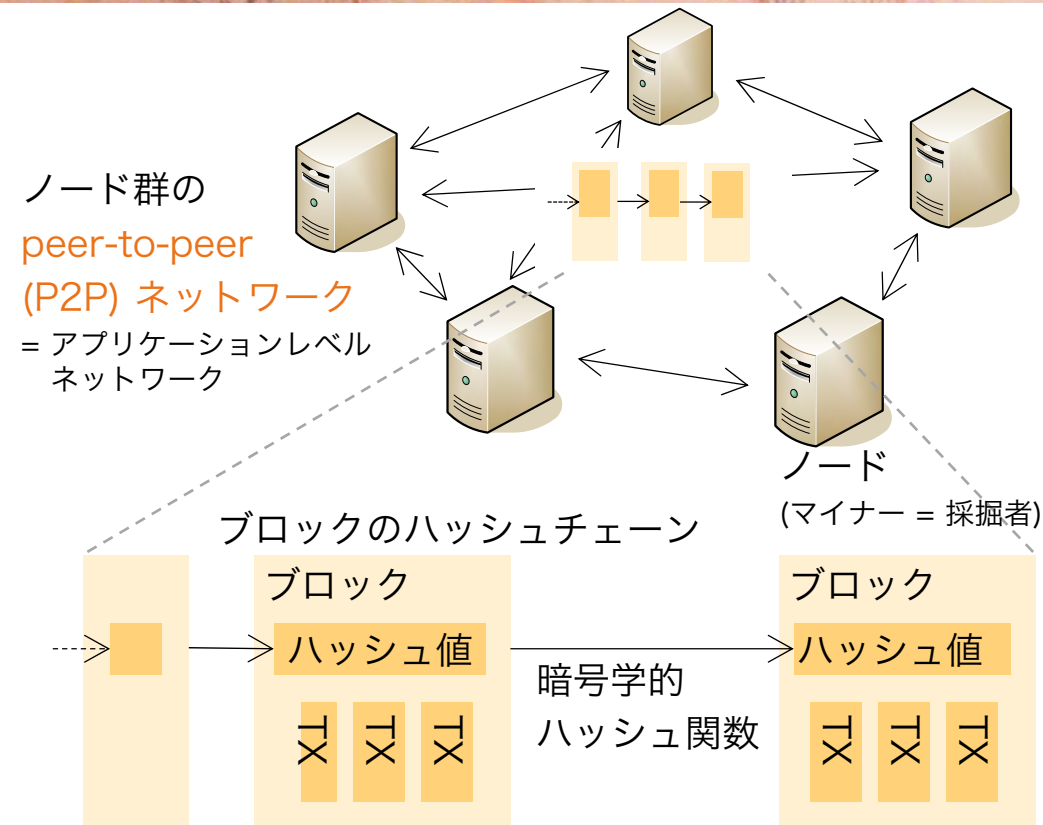 ノード群の
peer-to-peer
(P2P) ネットワーク
= アプリケーションレベル
ネットワーク
ノード
(マイナー = 採掘者)
ブロックのハッシュチェーン
ブロック
ハッシュ値
TX TX TX
暗号学的
ハッシュ関数
ブロック
ハッシュ値
TX TX TX